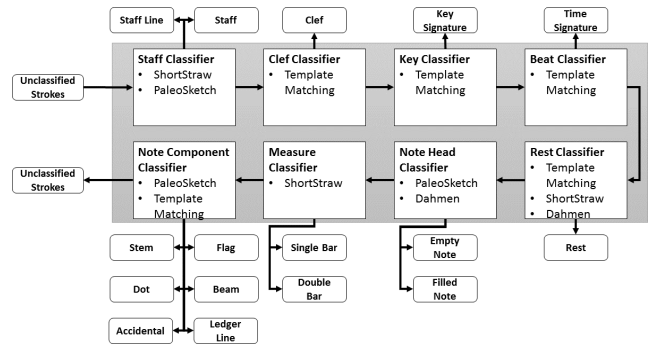 Staff Line
Staff
Clef
Key
Signature
Time
Signature
Unclassified
Strokes
Staff Classifier
• ShortStraw
• PaleoSketch
Clef Classifier
• Template
Matching
Key Classifier
• Template
Matching
Beat Classifier
• Template
Matching
Unclassified
Strokes
Note Component
Classifier
• PaleoSketch
• Template
Matching
Measure
Classifier
• ShortStraw
Note Head
Classifier
• PaleoSketch
• Dahmen
Rest Classifier
• Template
Matching
• ShortStraw
• Dahmen
Stem
Flag
Single Bar
Empty
Note
Rest
Dot
Beam
Double
Bar
Filled
Note
Accidental
Ledger
Line